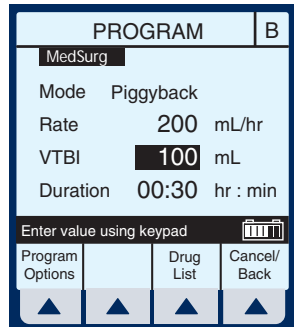 PROGRAM B
MedSurg
Mode Piggyback
Rate 200 mL/hr
VTBI 100 mL
Duration 00:30 hr : min
Enter value using keypad
Program Options
Drug List
Cancel/ Back